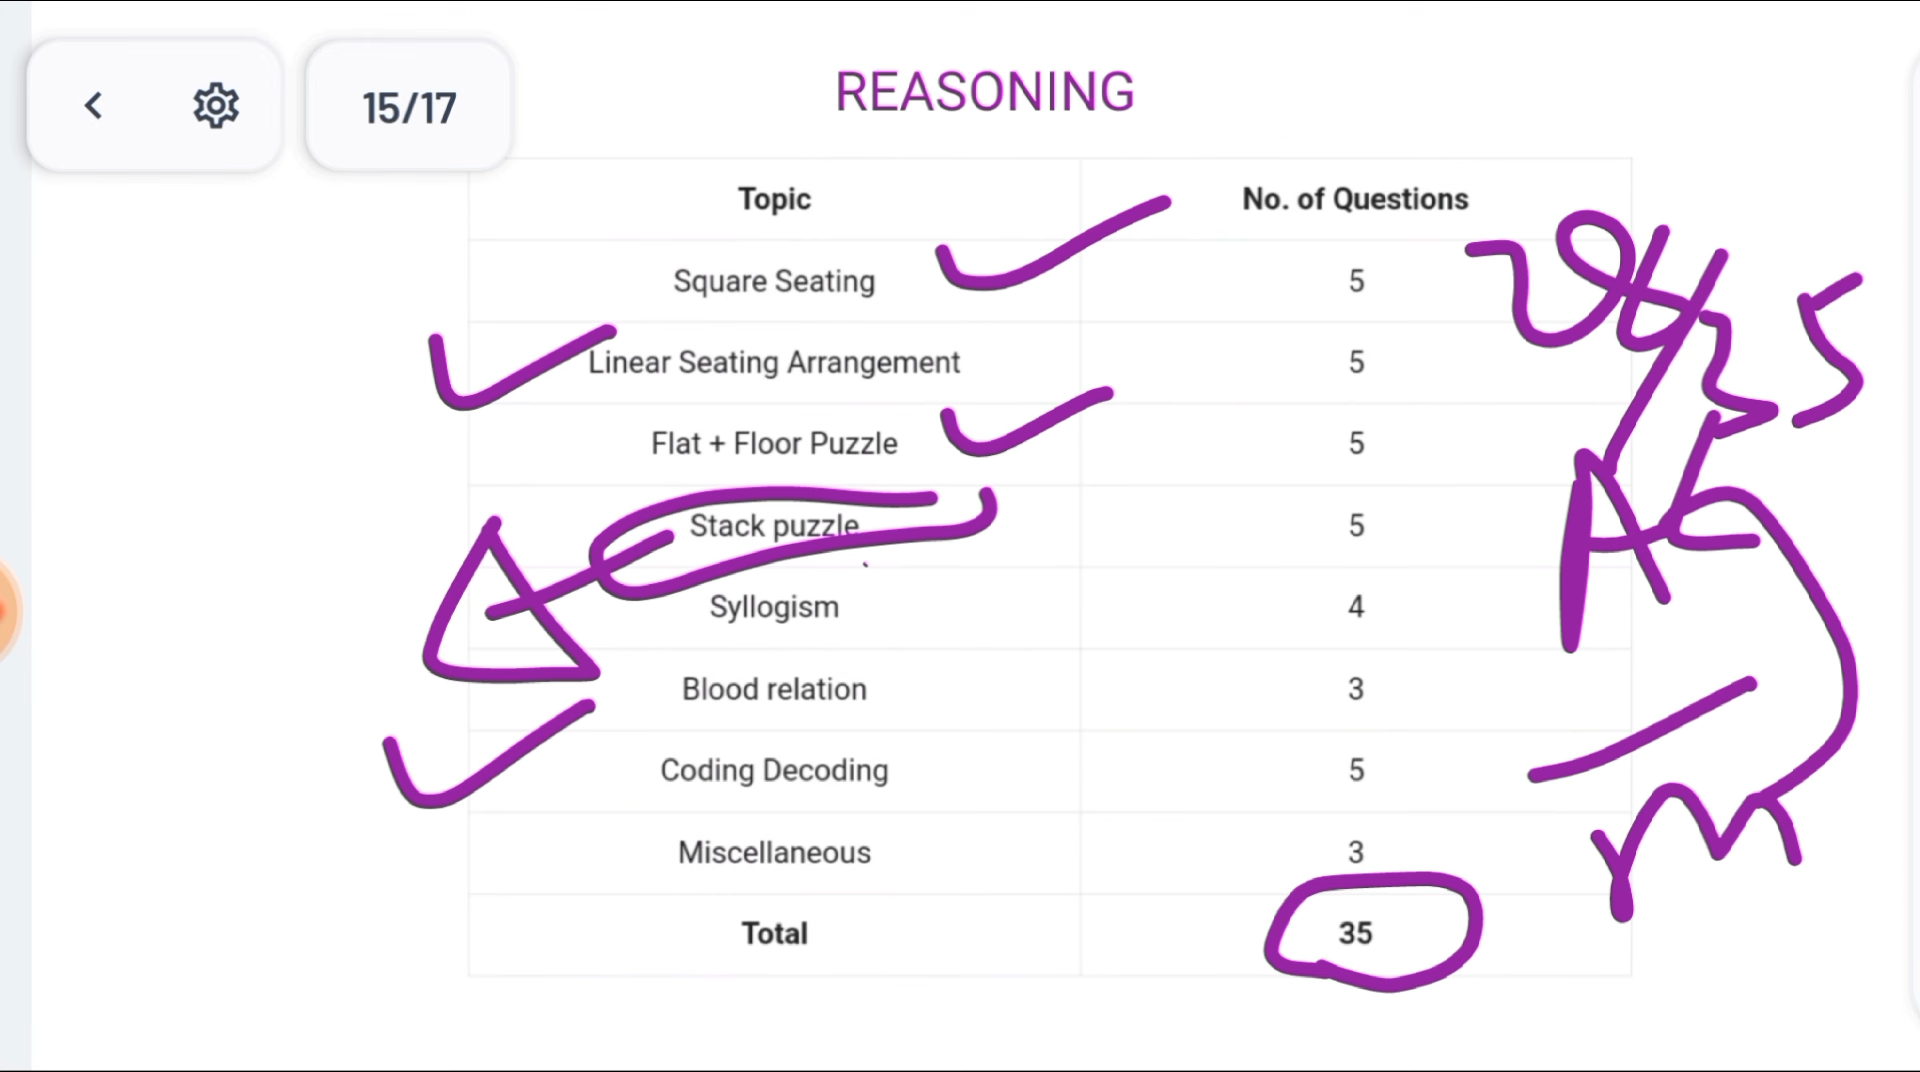 15/17
REASONING
Topic No. of Questions
Square Seating 5
Linear Seating Arrangement 5
Flat + Floor Puzzle 5
Stack puzzle 5
Syllogism 4
Blood relation 3
Coding Decoding 5
Miscellaneous 3
Total 35